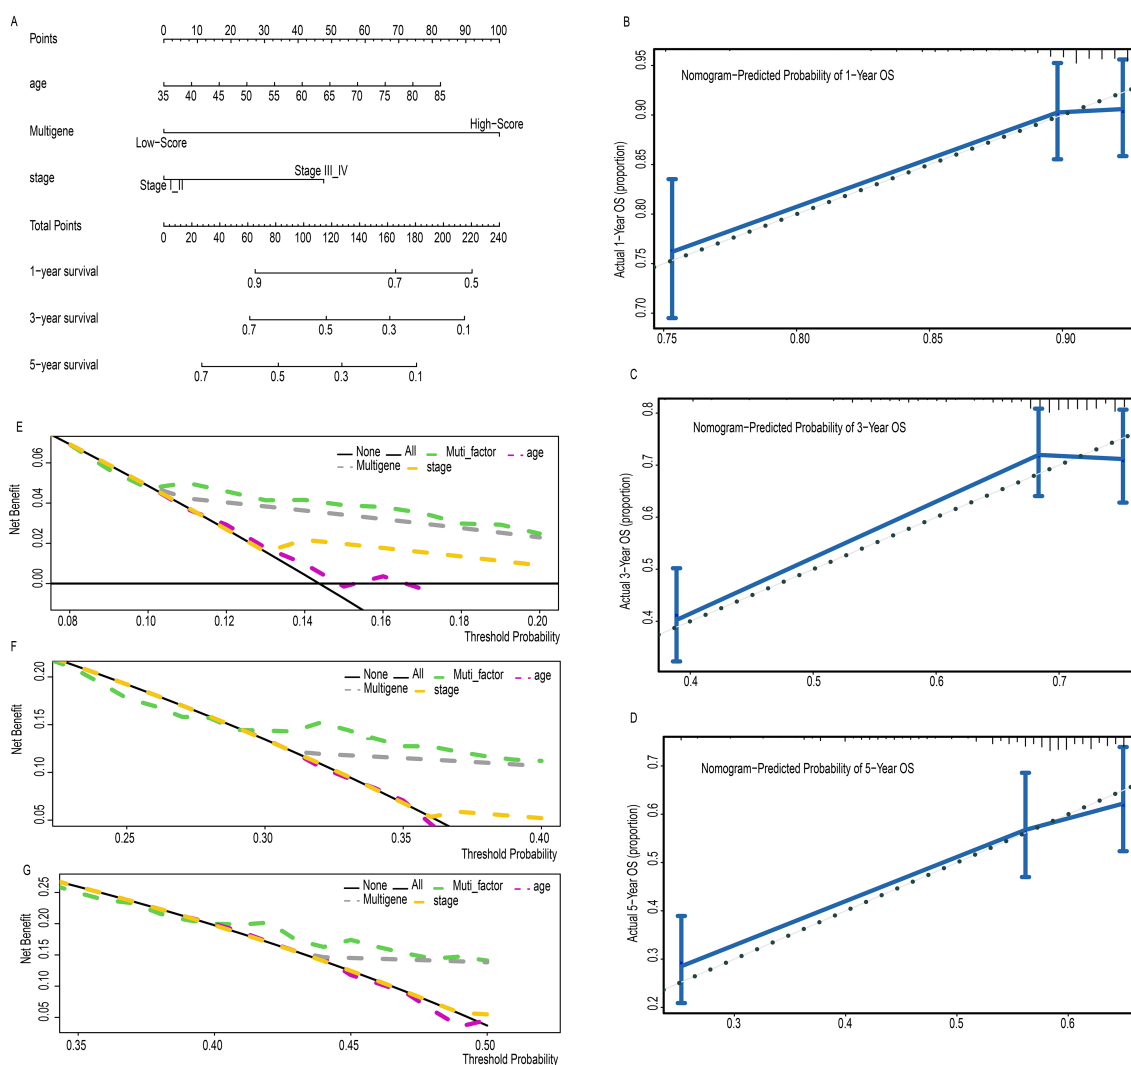 A
Points
0 10 20 30 40 50 60 70 80 90 100
age
35 40 45 50 55 60 65 70 75 80 85
Multigene
High−Score
Low−Score
stage
Stage III_IV
Stage I_II
Total Points
0 20 40 60 80 100 120 140 160 180 200 220 240
1−year survival
0.9 0.7 0.5
3−year survival
0.7 0.5 0.3 0.1
5−year survival
0.7 0.5 0.3 0.1
B
Nomogram−Predicted Probability of 1−Year OS
Actual 1−Year OS (proportion)
0.70 0.75 0.80 0.85 0.90 0.95
0.75 0.80 0.85 0.90
C
Nomogram−Predicted Probability of 3−Year OS
Actual 3−Year OS (proportion)
0.4 0.5 0.6 0.7 0.8
0.4 0.5 0.6 0.7
D
Nomogram−Predicted Probability of 5−Year OS
Actual 5−Year OS (proportion)
0.2 0.3 0.4 0.5 0.6 0.7
0.3 0.4 0.5 0.6
E
None All Muti_factor age
Multigene stage
Net Benefit
0.00 0.02 0.04 0.06
0.08 0.10 0.12 0.14 0.16 0.18 0.20
Threshold Probability
F
None All Muti_factor age
Multigene stage
Net Benefit
0.05 0.10 0.15 0.20
0.25 0.30 0.35 0.40
Threshold Probability
G
None All Muti_factor age
Multigene stage
Net Benefit
0.05 0.10 0.15 0.20 0.25
0.35 0.40 0.45 0.50
Threshold Probability